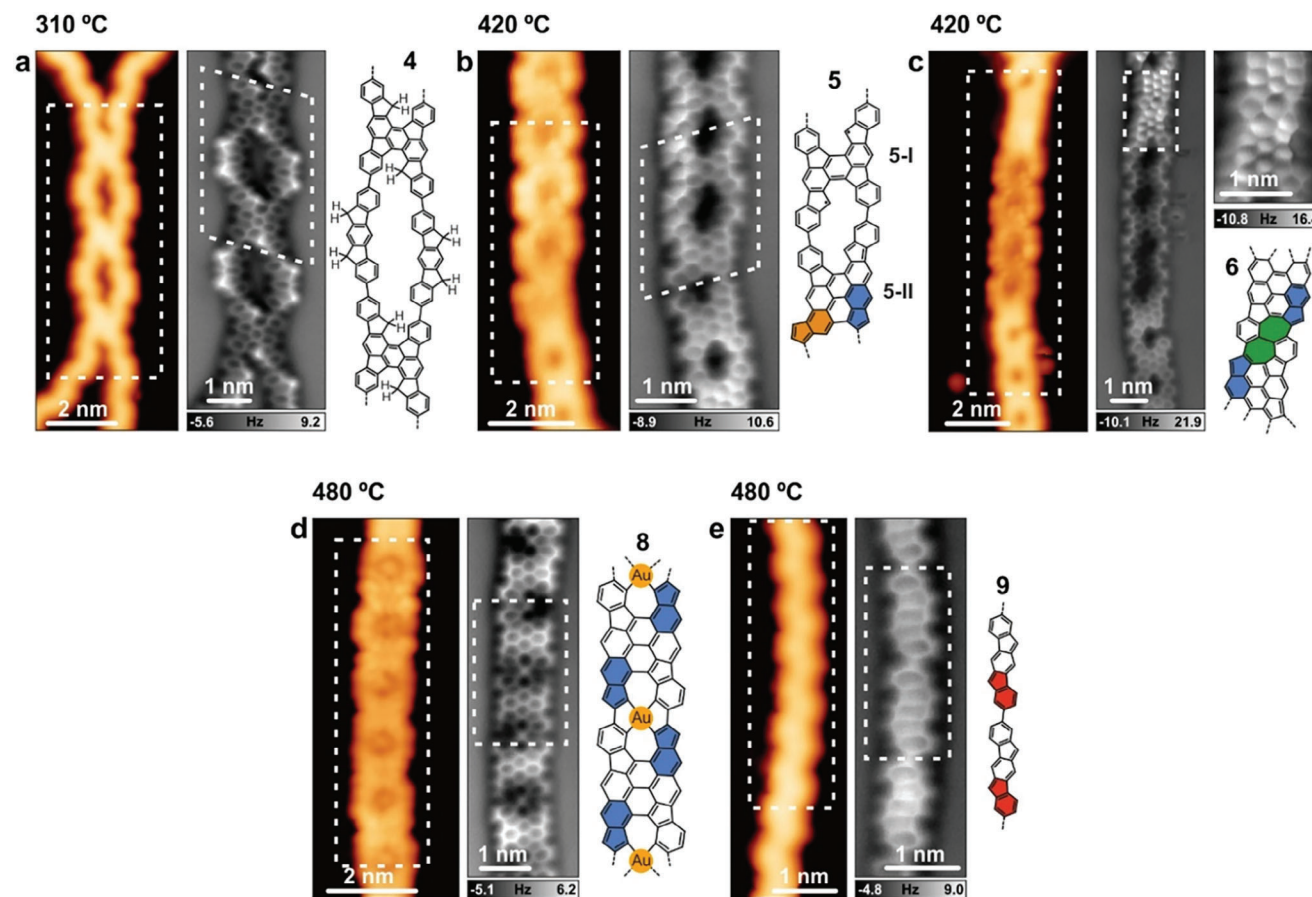 310 ºC
420 ºC
420 ºC
a
4
b
5
c
H
H
H
H
H
H
H
H
H
H
H
H
5-I
5-II
1 nm
2 nm
-5.6 Hz 9.2
1 nm
2 nm
-8.9 Hz 10.6
1 nm
-10.8 Hz 16.4
6
1 nm
2 nm
-10.1 Hz 21.9
480 ºC
480 ºC
d
8
e
9
Au
Au
Au
1 nm
2 nm
-5.1 Hz 6.2
1 nm
1 nm
-4.8 Hz 9.0